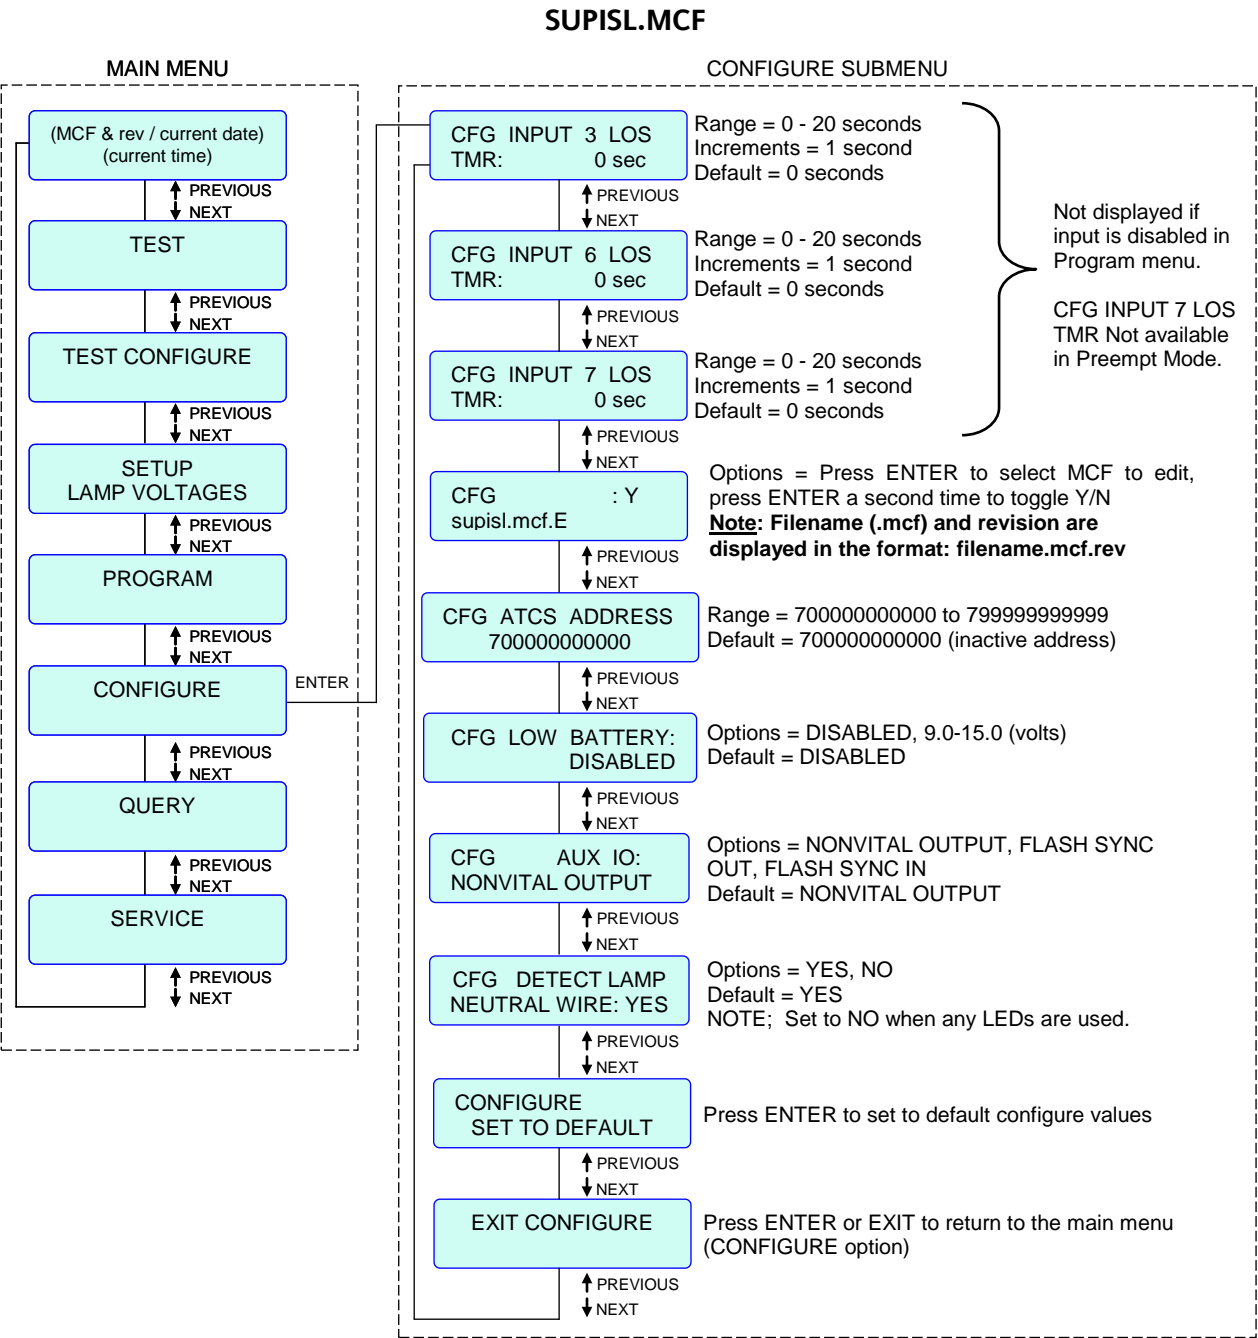 SUPISL.MCF
MAIN MENU
(MCF & rev / current date)
(current time)
PREVIOUS
NEXT
TEST
PREVIOUS
NEXT
TEST CONFIGURE
PREVIOUS
NEXT
SETUP
LAMP VOLTAGES
PREVIOUS
NEXT
PROGRAM
PREVIOUS
NEXT
CONFIGURE
ENTER
PREVIOUS
NEXT
QUERY
PREVIOUS
NEXT
SERVICE
PREVIOUS
NEXT
CONFIGURE SUBMENU
CFG INPUT 3 LOS
TMR: 0 sec
Range = 0 - 20 seconds
Increments = 1 second
Default = 0 seconds
PREVIOUS
NEXT
CFG INPUT 6 LOS
TMR: 0 sec
Range = 0 - 20 seconds
Increments = 1 second
Default = 0 seconds
PREVIOUS
NEXT
CFG INPUT 7 LOS
TMR: 0 sec
Range = 0 - 20 seconds
Increments = 1 second
Default = 0 seconds
Not displayed if
input is disabled in
Program menu.
CFG INPUT 7 LOS
TMR Not available
in Preempt Mode.
PREVIOUS
NEXT
CFG : Y
supisl.mcf.E
Options = Press ENTER to select MCF to edit,
press ENTER a second time to toggle Y/N
Note: Filename (.mcf) and revision are
displayed in the format: filename.mcf.rev
PREVIOUS
NEXT
CFG ATCS ADDRESS
700000000000
Range = 700000000000 to 799999999999
Default = 700000000000 (inactive address)
PREVIOUS
NEXT
CFG LOW BATTERY:
DISABLED
Options = DISABLED, 9.0-15.0 (volts)
Default = DISABLED
PREVIOUS
NEXT
CFG AUX IO:
NONVITAL OUTPUT
Options = NONVITAL OUTPUT, FLASH SYNC
OUT, FLASH SYNC IN
Default = NONVITAL OUTPUT
PREVIOUS
NEXT
CFG DETECT LAMP
NEUTRAL WIRE: YES
Options = YES, NO
Default = YES
NOTE; Set to NO when any LEDs are used.
PREVIOUS
NEXT
CONFIGURE
SET TO DEFAULT
Press ENTER to set to default configure values
PREVIOUS
NEXT
EXIT CONFIGURE
Press ENTER or EXIT to return to the main menu
(CONFIGURE option)
PREVIOUS
NEXT